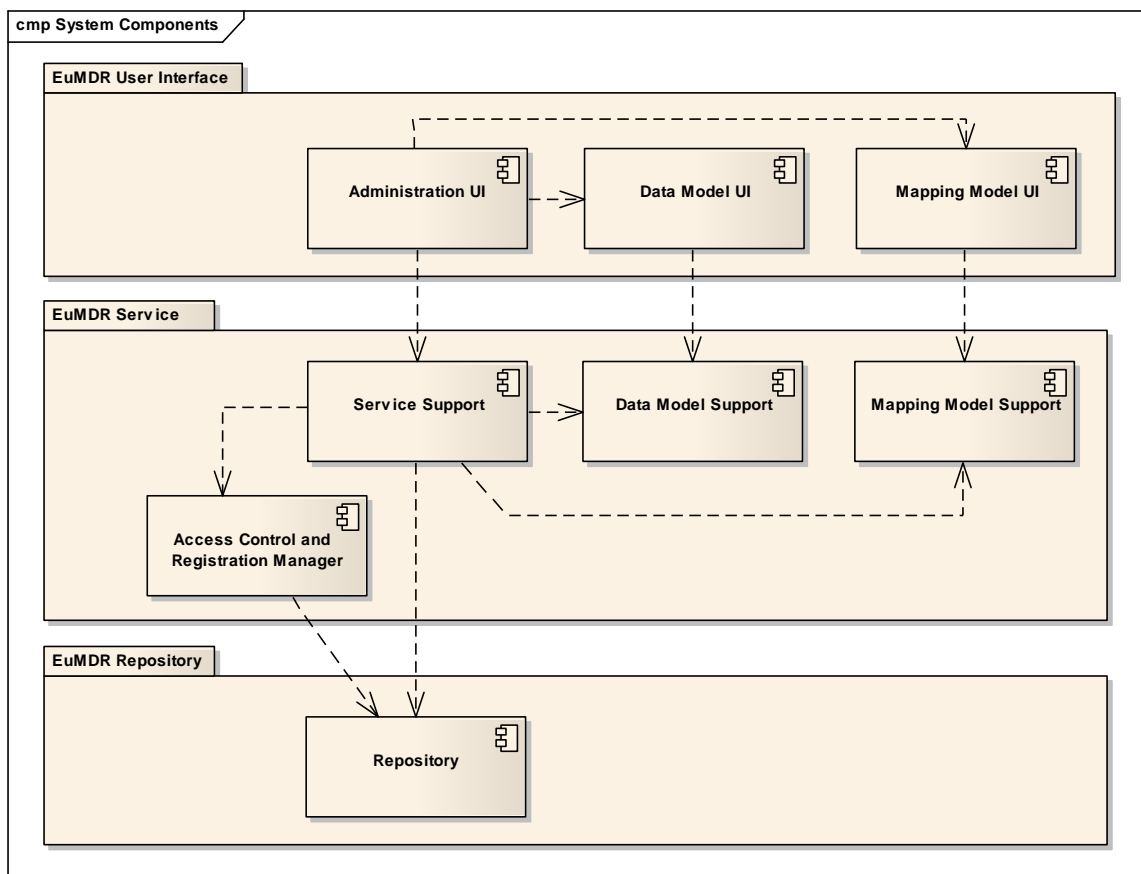 cmp System Components
EuMDR User Interface
Administration UI
Data Model UI
Mapping Model UI
EuMDR Service
Service Support
Data Model Support
Mapping Model Support
Access Control and
Registration Manager
EuMDR Repository
Repository